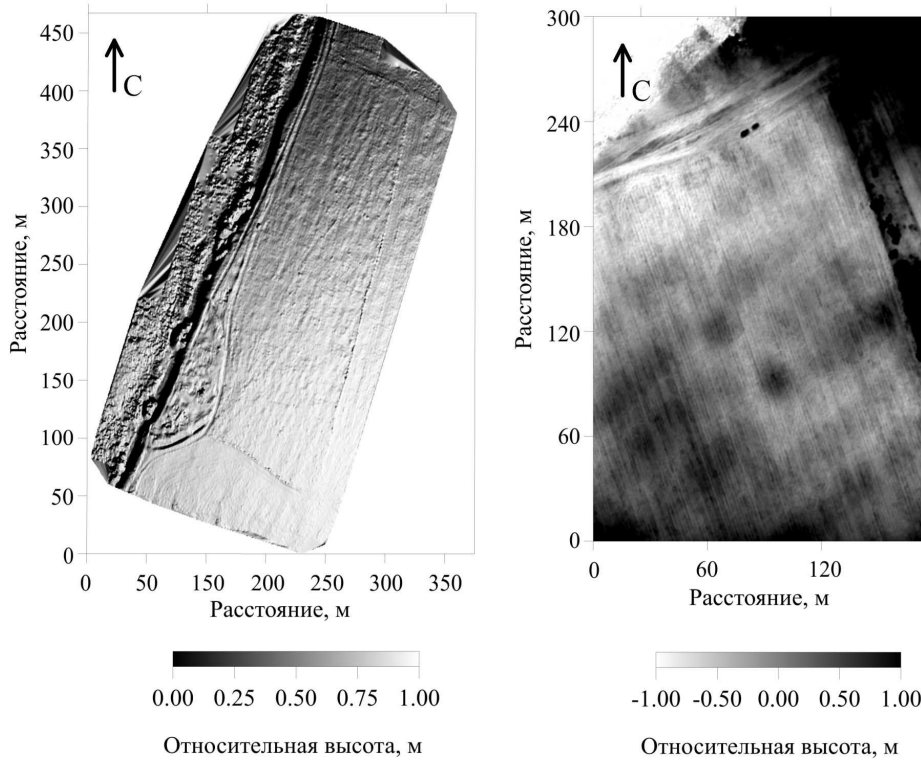 450
400
350
300
250
200
150
100
50
0
С
Расстояние, м
0 50 100 150 200 250 300 350
Расстояние, м
0.00 0.25 0.50 0.75 1.00
Относительная высота, м
300
240
180
120
60
0
С
Расстояние, м
0 60 120
Расстояние, м
-1.00 -0.50 0.00 0.50 1.00
Относительная высота, м